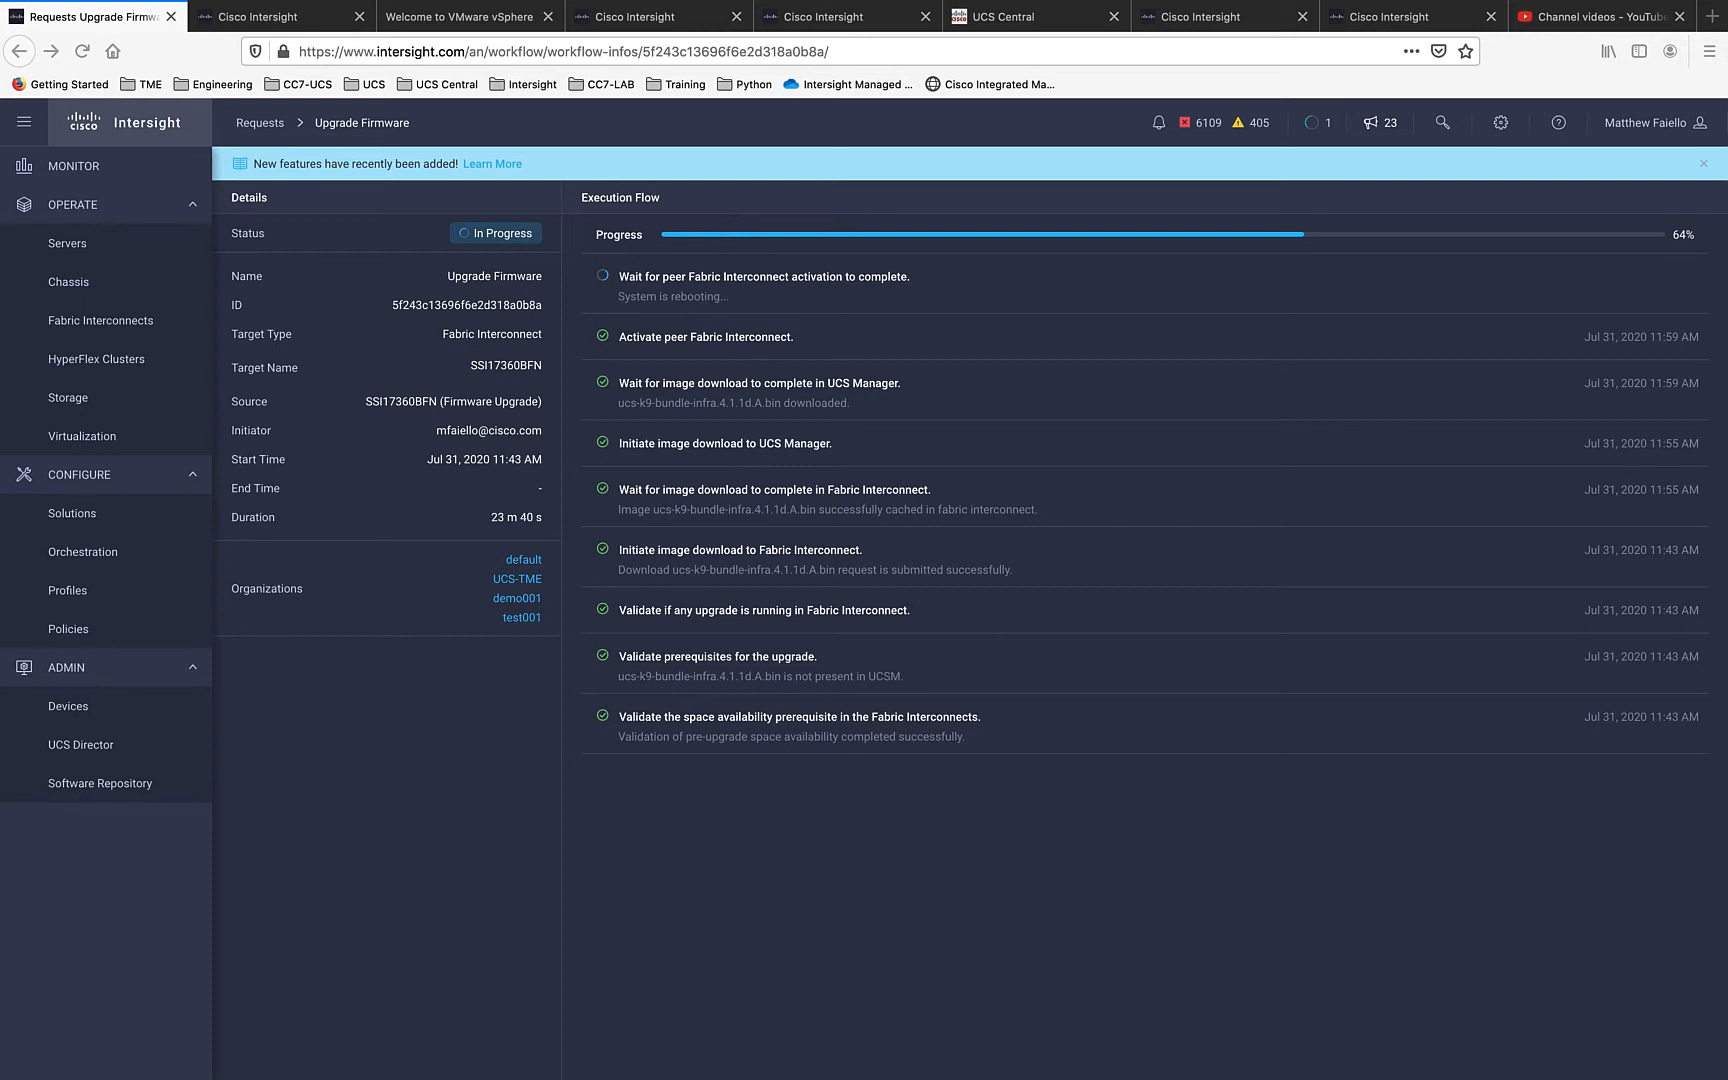 Requests Upgrade Firmwa
Cisco Intersight
Welcome to VMware vSphere
Cisco Intersight
Cisco Intersight
UCS Central
Cisco Intersight
Cisco Intersight
Channel videos - YouTube
https://www.intersight.com/an/workflow/workflow-infos/5f243c13696f6e2d318a0b8a/
Getting Started TME Engineering CC7-UCS UCS UCS Central Intersight CC7-LAB Training Python Intersight Managed ... Cisco Integrated Ma...
cisco Intersight
Requests > Upgrade Firmware
6109 405 1 23 Matthew Faiello
New features have recently been added! Learn More
MONITOR
OPERATE
Servers
Chassis
Fabric Interconnects
HyperFlex Clusters
Storage
Virtualization
CONFIGURE
Solutions
Orchestration
Profiles
Policies
ADMIN
Devices
UCS Director
Software Repository
Details
Status In Progress
Name Upgrade Firmware
ID 5f243c13696f6e2d318a0b8a
Target Type Fabric Interconnect
Target Name SSI17360BFN
Source SSI17360BFN (Firmware Upgrade)
Initiator mfaiello@cisco.com
Start Time Jul 31, 2020 11:43 AM
End Time -
Duration 23 m 40 s
Organizations
default
UCS-TME
demo001
test001
Execution Flow
Progress 64%
Wait for peer Fabric Interconnect activation to complete.
System is rebooting...
Activate peer Fabric Interconnect. Jul 31, 2020 11:59 AM
Wait for image download to complete in UCS Manager. Jul 31, 2020 11:59 AM
ucs-k9-bundle-infra.4.1.1d.A.bin downloaded.
Initiate image download to UCS Manager. Jul 31, 2020 11:55 AM
Wait for image download to complete in Fabric Interconnect. Jul 31, 2020 11:55 AM
Image ucs-k9-bundle-infra.4.1.1d.A.bin successfully cached in fabric interconnect.
Initiate image download to Fabric Interconnect. Jul 31, 2020 11:43 AM
Download ucs-k9-bundle-infra.4.1.1d.A.bin request is submitted successfully.
Validate if any upgrade is running in Fabric Interconnect. Jul 31, 2020 11:43 AM
Validate prerequisites for the upgrade. Jul 31, 2020 11:43 AM
ucs-k9-bundle-infra.4.1.1d.A.bin is not present in UCSM.
Validate the space availability prerequisite in the Fabric Interconnects. Jul 31, 2020 11:43 AM
Validation of pre-upgrade space availability completed successfully.